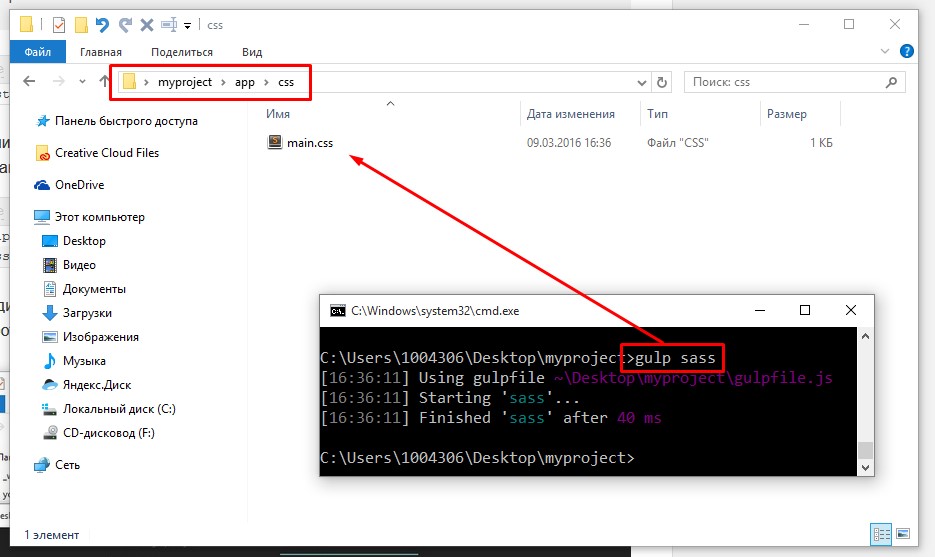 css
Файл Главная Поделиться Вид
myproject app css Поиск: css
Имя Дата изменения Тип Размер
main.css 09.03.2016 16:36 Файл "CSS" 1 КБ
Панель быстрого доступа
Creative Cloud Files
OneDrive
Этот компьютер
Desktop
Видео
Документы
Загрузки
Изображения
Музыка
Яндекс.Диск
Локальный диск (C:)
CD-дисковод (F:)
Сеть
1 элемент
C:\Windows\system32\cmd.exe
C:\Users\1004306\Desktop\myproject>gulp sass
[16:36:11] Using gulpfile ~\Desktop\myproject\gulpfile.js
[16:36:11] Starting 'sass'...
[16:36:11] Finished 'sass' after 40 ms
C:\Users\1004306\Desktop\myproject>